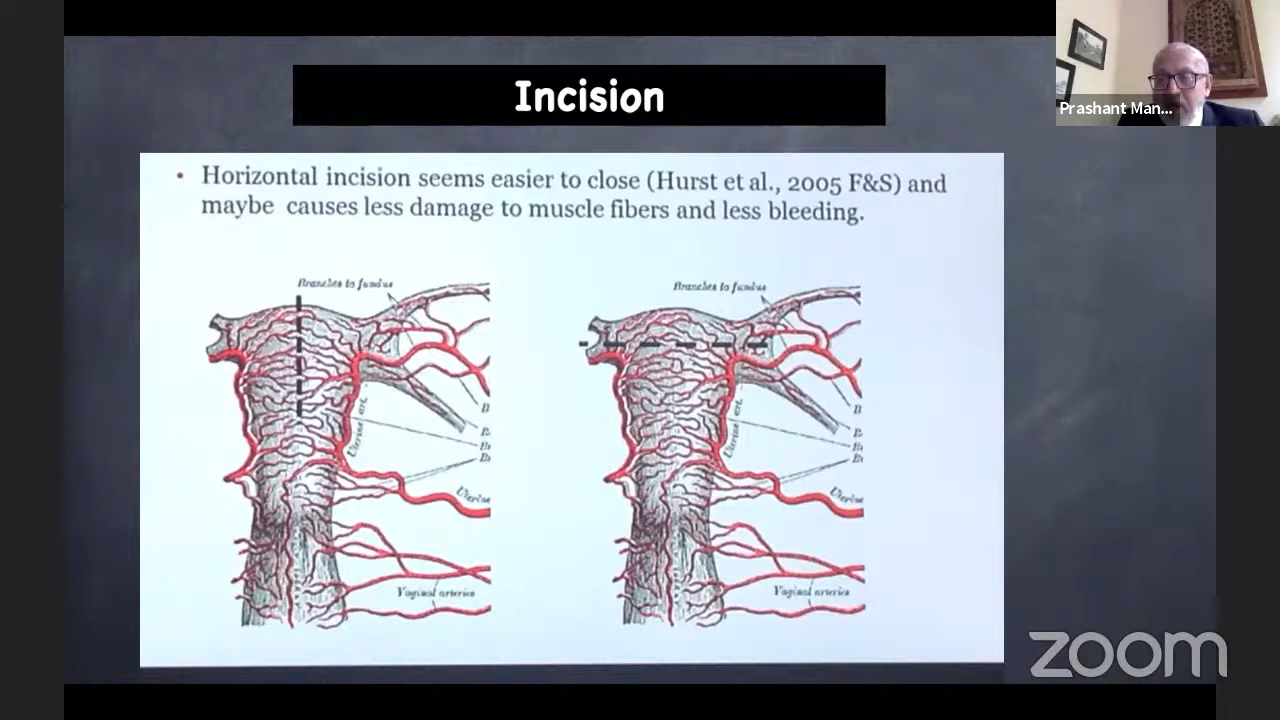 Incision
Prashant Man...
• Horizontal incision seems easier to close (Hurst et al., 2005 F&S) and
maybe causes less damage to muscle fibers and less bleeding.
Branches to fundus
Branches to fundus
Uterine art.
Uterine art.
Uterine
Uterine
Vaginal arteries
Vaginal arteries
zoom